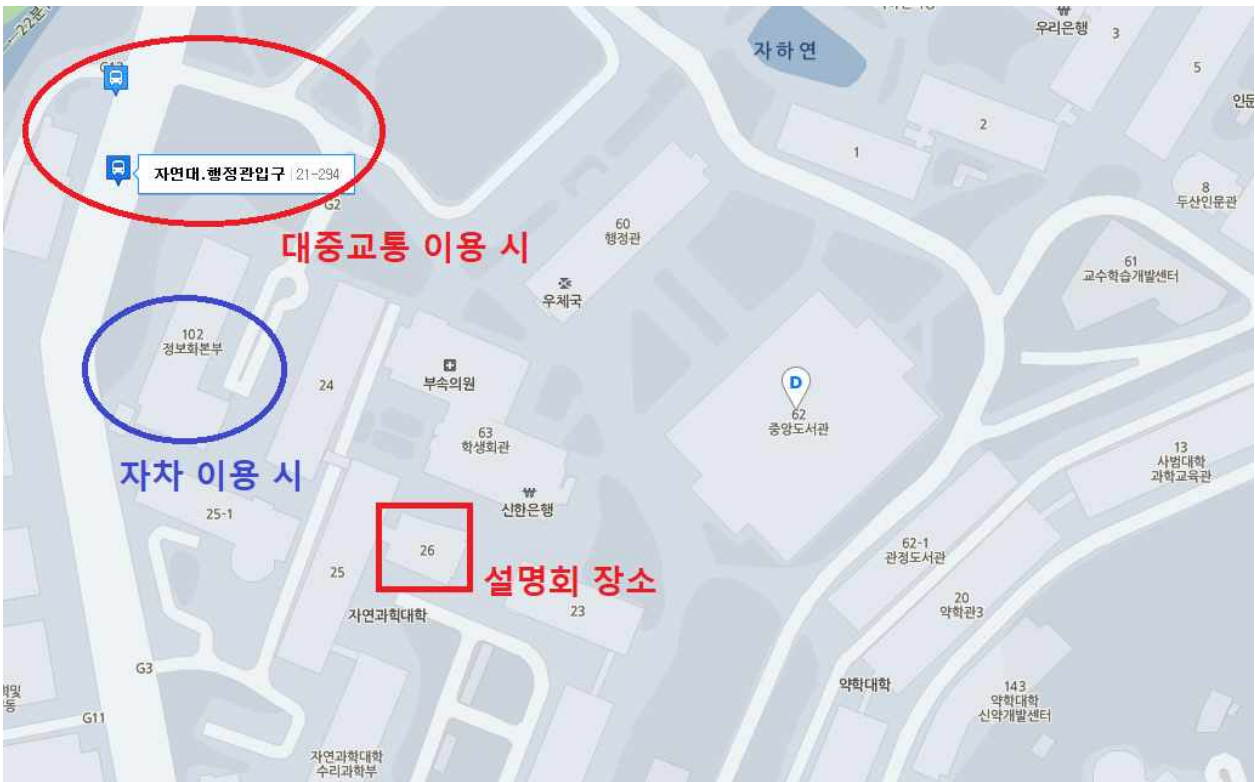 22분
자하연
우리은행
3
5
인문
G12
2
1
자연대.행정관입구 21-294
8
두산인문관
G2
60
행정관
대중교통 이용 시
61
교수학습개발센터
우체국
102
정보화본부
부속의원
24
D
62
중앙도서관
63
학생회관
13
사범대학
과학교육관
자차 이용 시
신한은행
25-1
26
62-1
관정도서관
설명회 장소
25
20
약학관3
23
자연과학대학
G3
약학대학
143
약학대학
신약개발센터
동
G11
자연과학대학
수리과학부